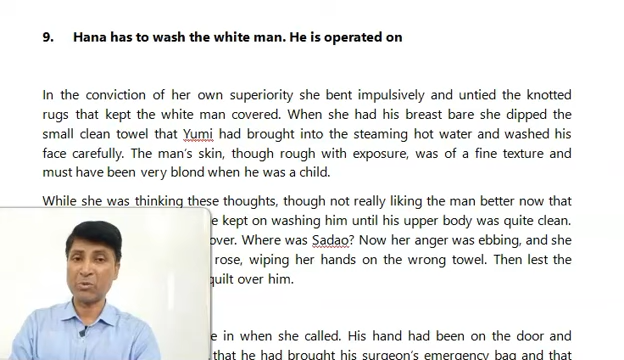 9. Hana has to wash the white man. He is operated on
In the conviction of her own superiority she bent impulsively and untied the knotted
rugs that kept the white man covered. When she had his breast bare she dipped the
small clean towel that Yumi had brought into the steaming hot water and washed his
face carefully. The man's skin, though rough with exposure, was of a fine texture and
must have been very blond when he was a child.
While she was thinking these thoughts, though not really liking the man better now that
e kept on washing him until his upper body was quite clean.
over. Where was Sadao? Now her anger was ebbing, and she
rose, wiping her hands on the wrong towel. Then lest the
quilt over him.
e in when she called. His hand had been on the door and
that he had brought his surgeon's emergency bag and that